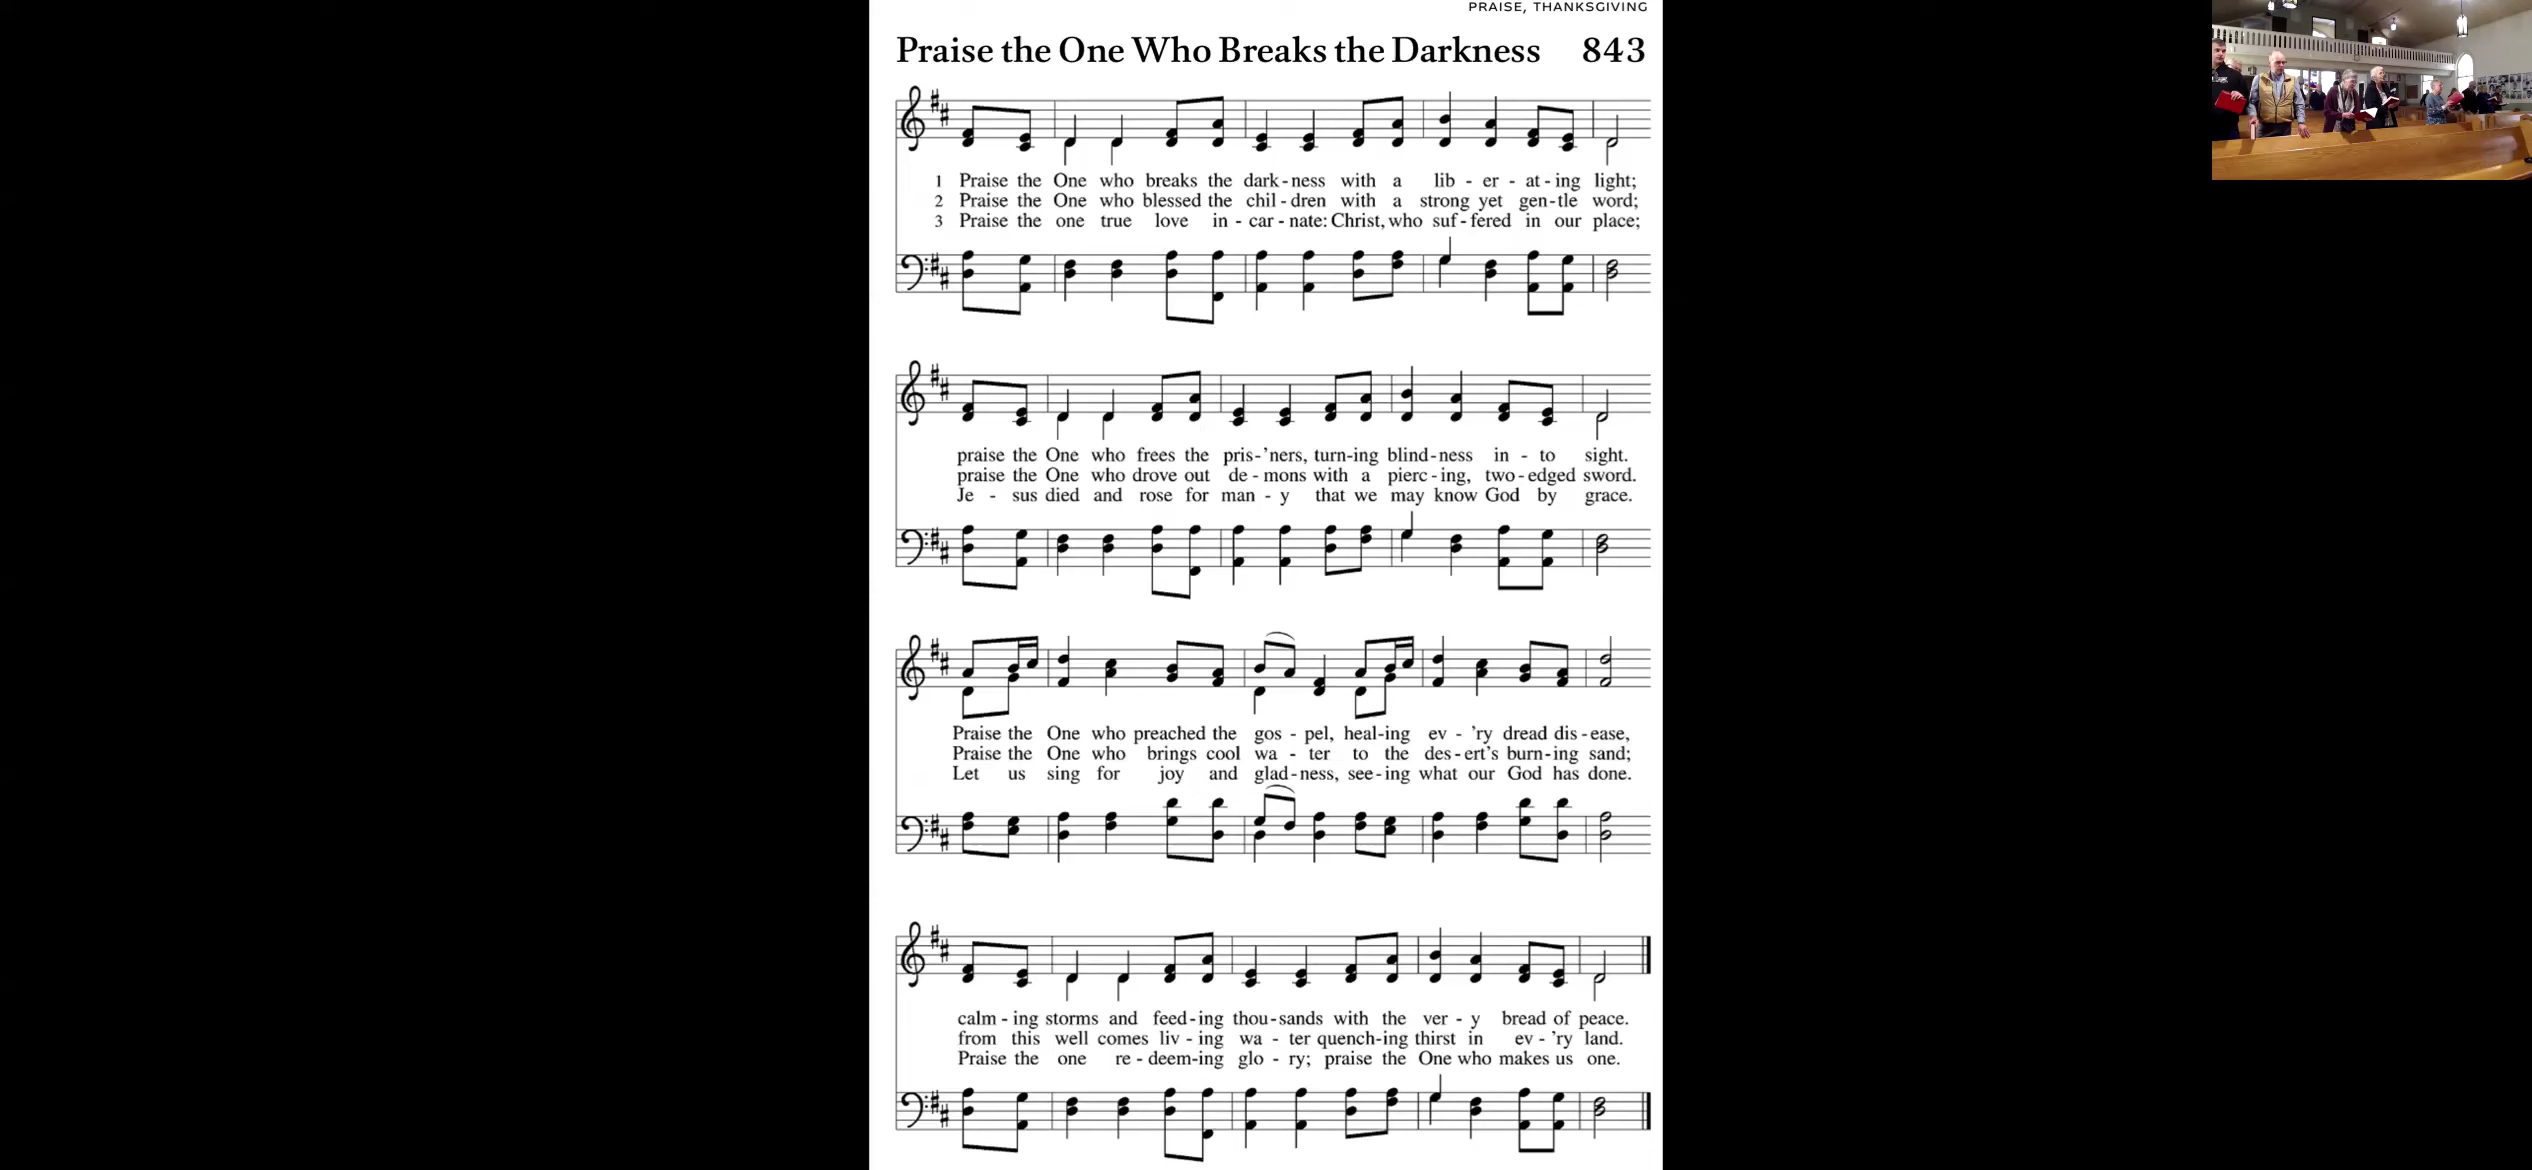 PRAISE, THANKSGIVING
Praise the One Who Breaks the Darkness 843
1 Praise the One who breaks the dark-ness with a lib - er - at - ing light;
2 Praise the One who blessed the chil - dren with a strong yet gen-tle word;
3 Praise the one true love in - car - nate: Christ, who suf - fered in our place;
praise the One who frees the pris-'ners, turn-ing blind-ness in - to sight.
praise the One who drove out de - mons with a pierc - ing, two - edged sword.
Je - sus died and rose for man - y that we may know God by grace.
Praise the One who preached the gos - pel, heal-ing ev - 'ry dread dis - ease,
Praise the One who brings cool wa - ter to the des - ert's burn-ing sand;
Let us sing for joy and glad-ness, see-ing what our God has done.
calm - ing storms and feed-ing thou-sands with the ver - y bread of peace.
from this well comes liv - ing wa - ter quench-ing thirst in ev - 'ry land.
Praise the one re - deem-ing glo - ry; praise the One who makes us one.